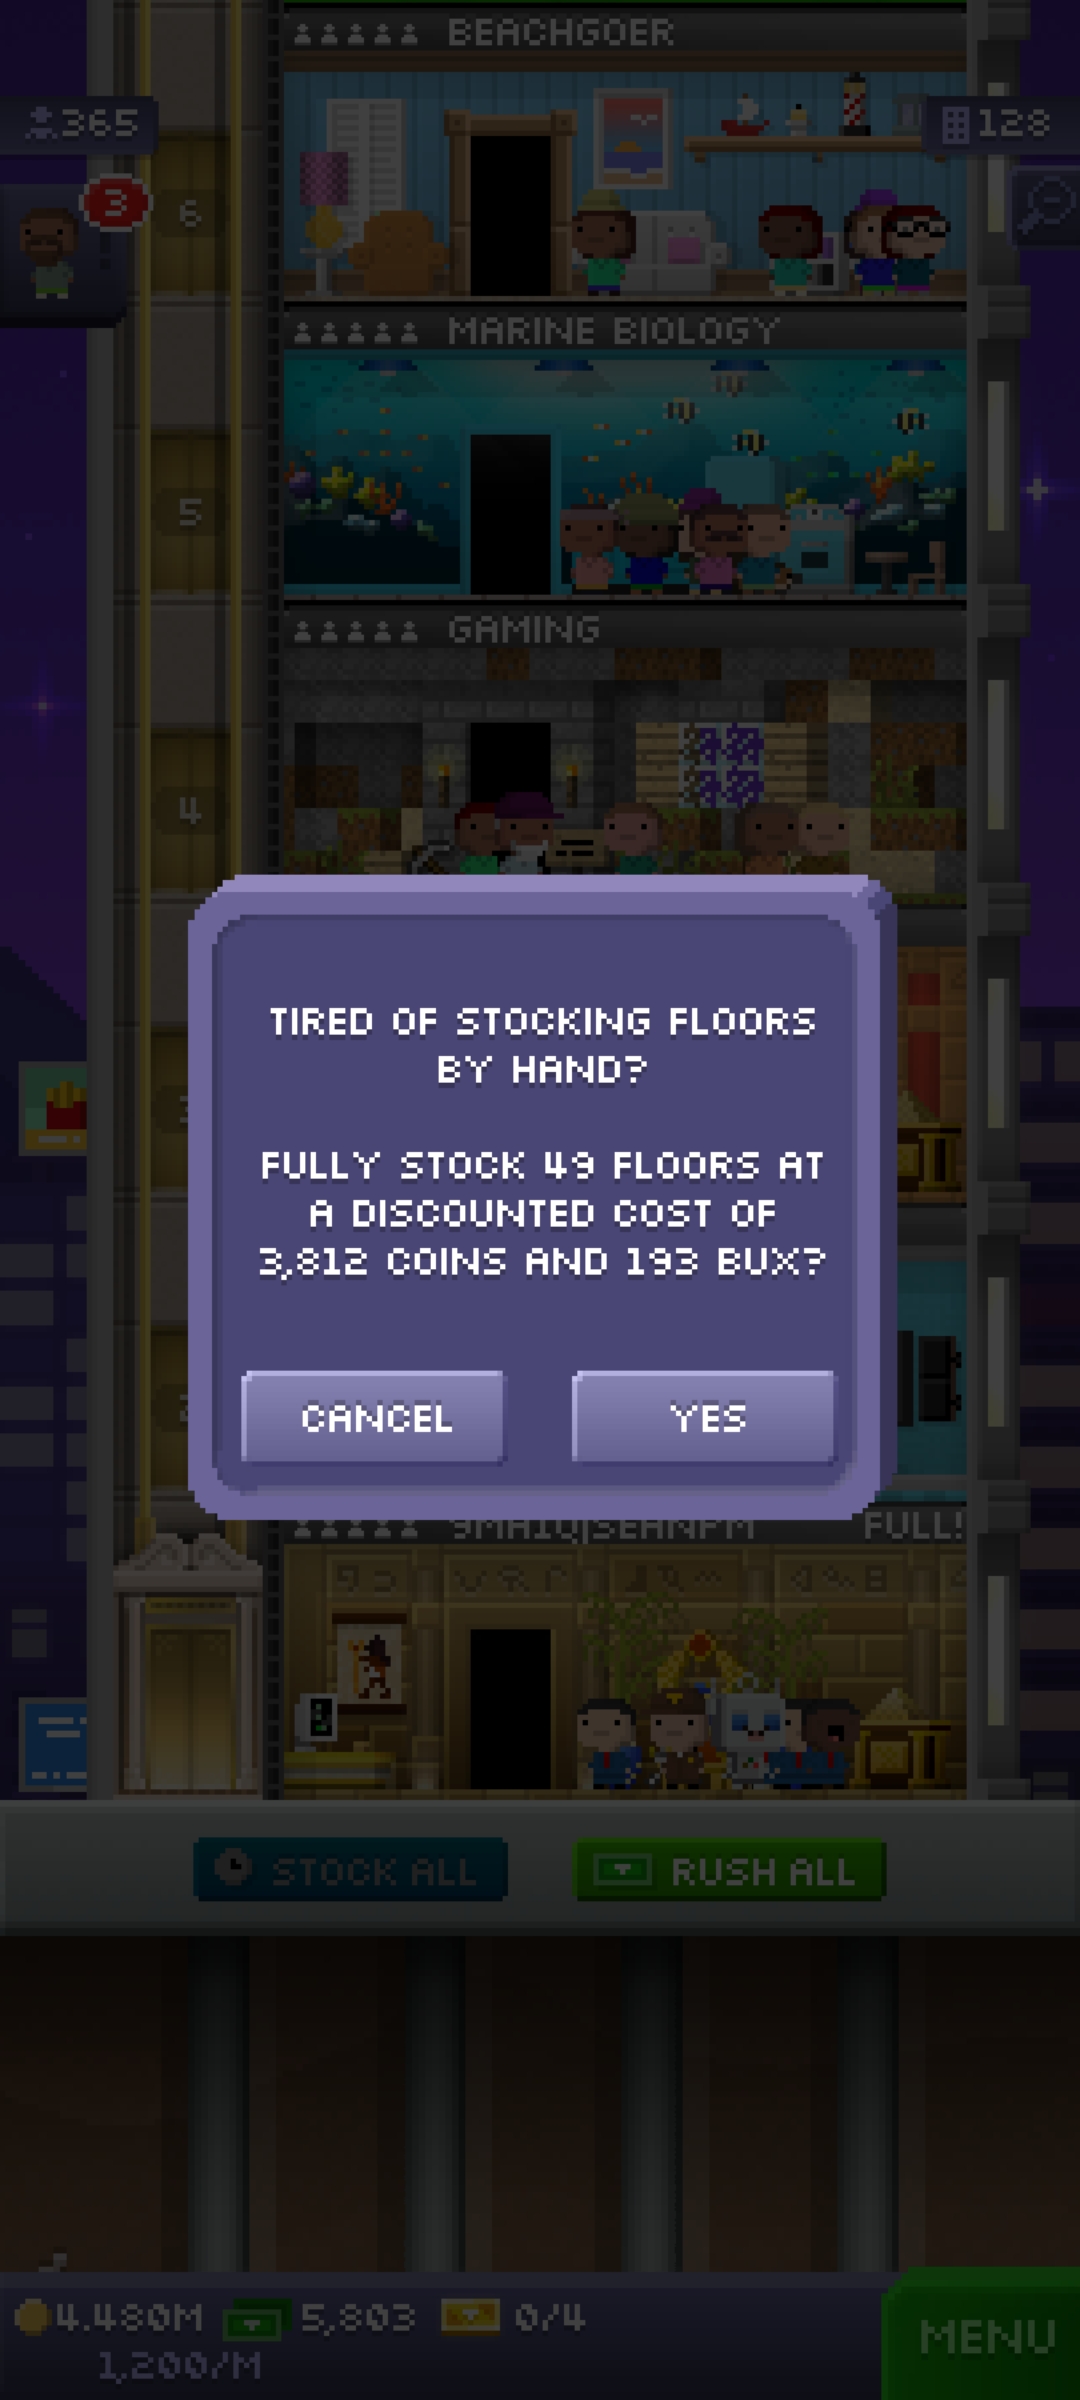 BEACHGOER
365
128
3
6
MARINE BIOLOGY
5
GAMING
4
TIRED OF STOCKING FLOORS
BY HAND?
FULLY STOCK 49 FLOORS AT
A DISCOUNTED COST OF
3,812 COINS AND 193 BUX?
CANCEL
YES
FULL!
STOCK ALL
RUSH ALL
4.480M
5,803
0/4
1,200/M
MENU